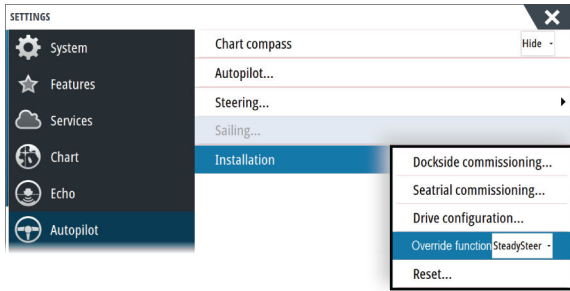 SETTINGS
System
Features
Services
Chart
Echo
Autopilot
Chart compass Hide
Autopilot...
Steering...
Sailing...
Installation
Dockside commissioning...
Seatrial commissioning...
Drive configuration...
Override function SteadySteer
Reset...